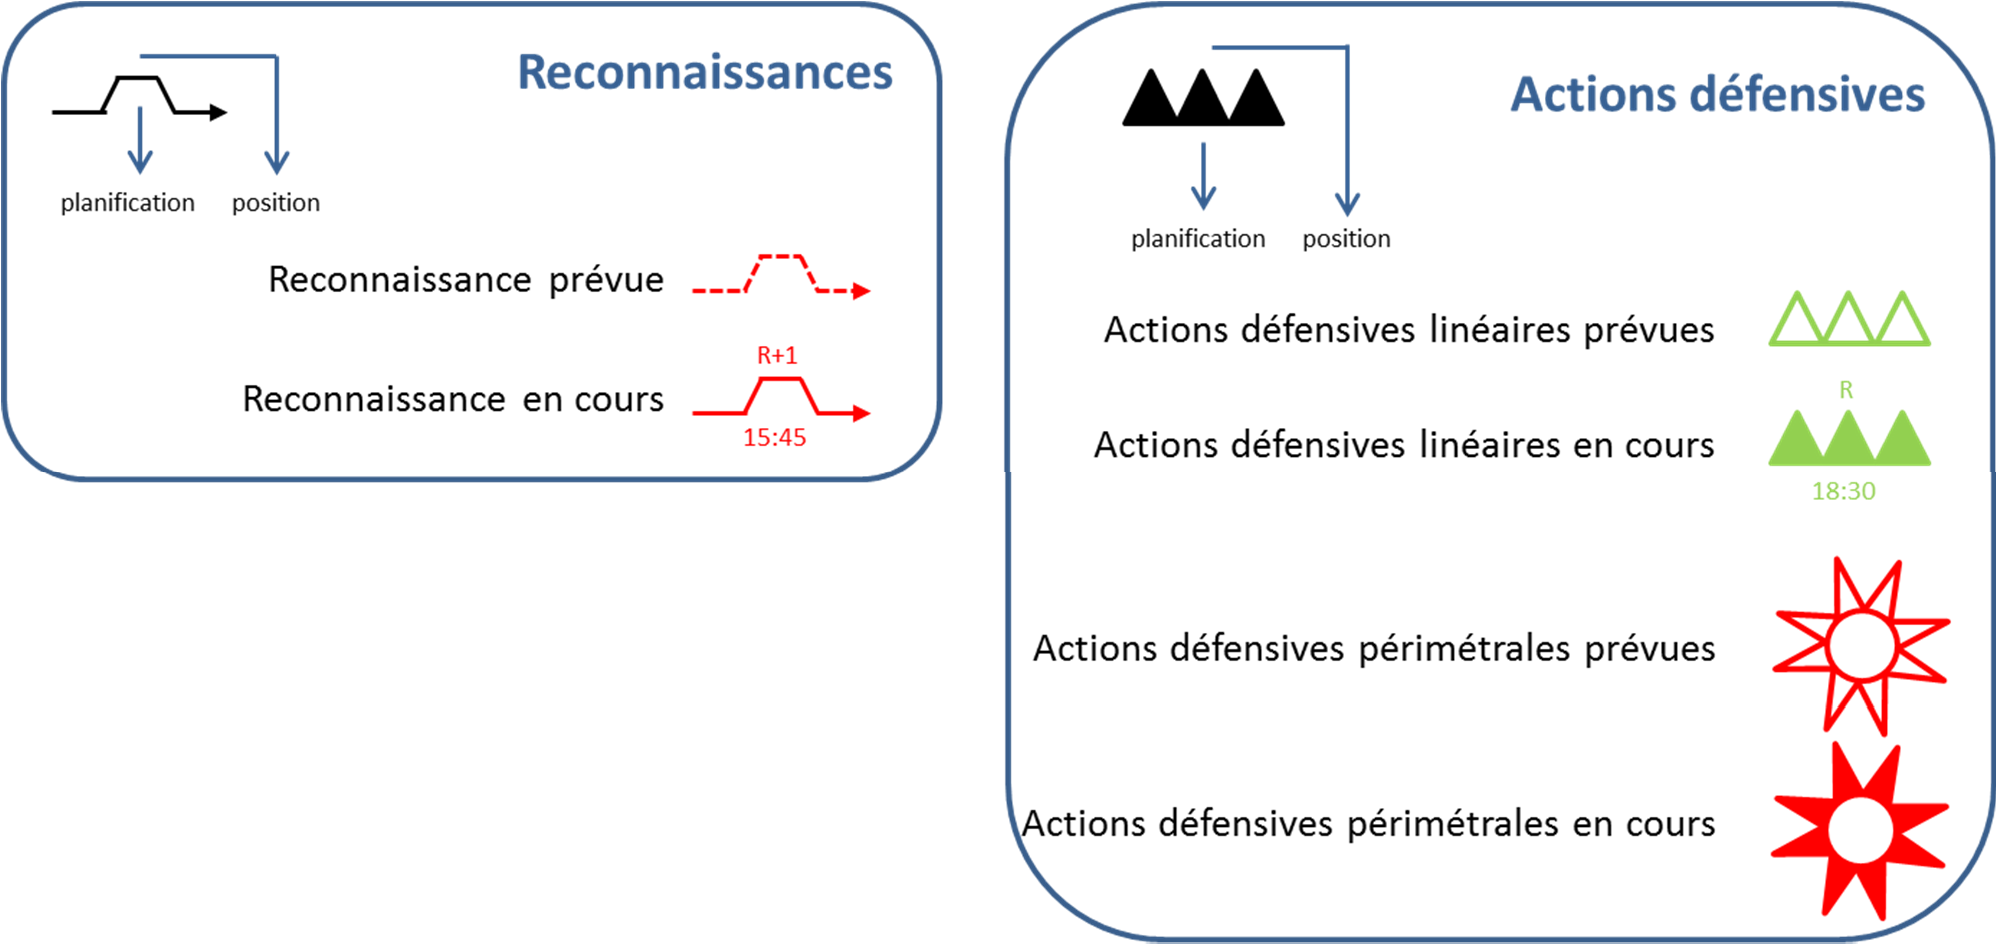 Reconnaissances
planification position
Reconnaissance prévue
R+1
Reconnaissance en cours
15:45
Actions défensives
planification position
Actions défensives linéaires prévues
R
Actions défensives linéaires en cours
18:30
Actions défensives périmétrales prévues
Actions défensives périmétrales en cours